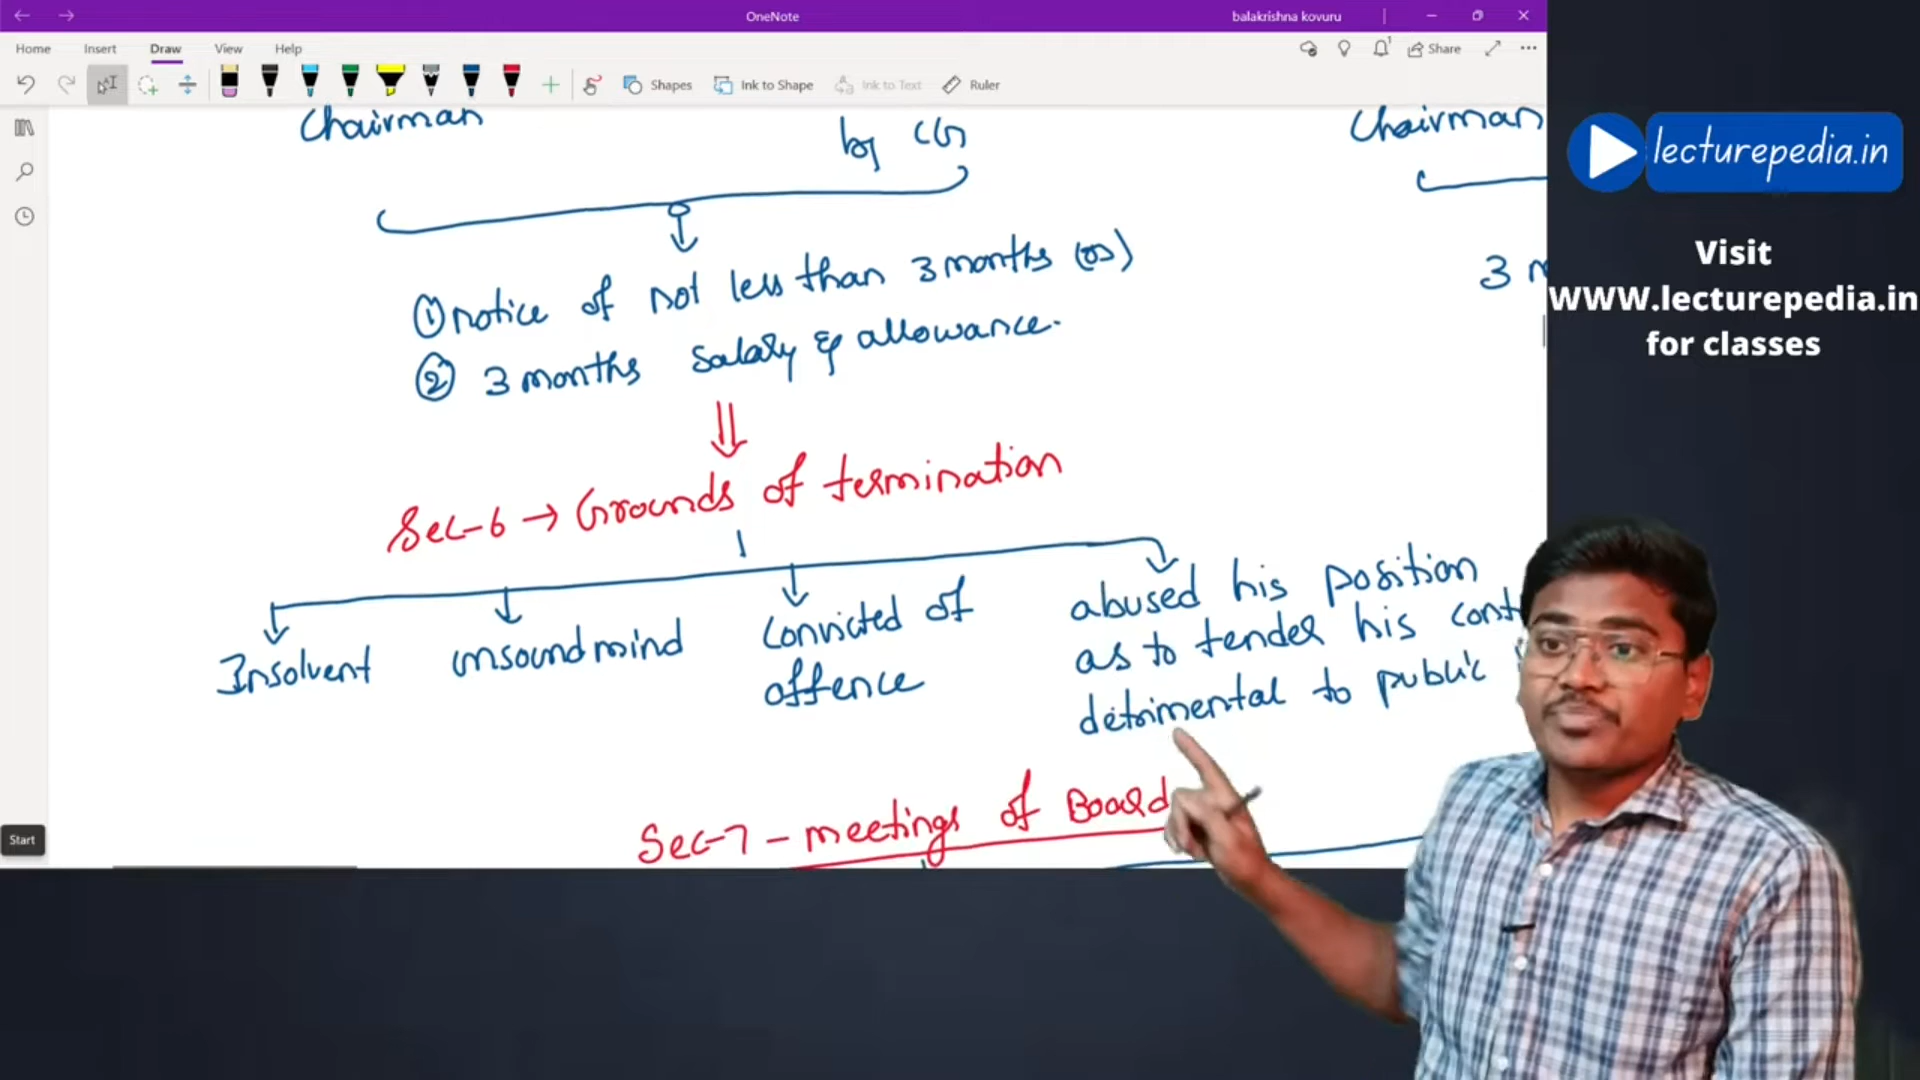 OneNote
balakrishna kovuru
Home Insert Draw View Help
1
Share
Shapes Ink to Shape Ink to Text Ruler
Chairman by CG
Chairman
① notice of not less than 3 months (or)
② 3 months salary & allowance.
3
Sec-6 → Grounds of termination
Insolvent
unsound mind
convicted of
offence
abused his position
as to tender his cont
detrimental to public
Sec-7 - meetings of Board
Start
lecturepedia.in
Visit
WWW.lecturepedia.in
for classes